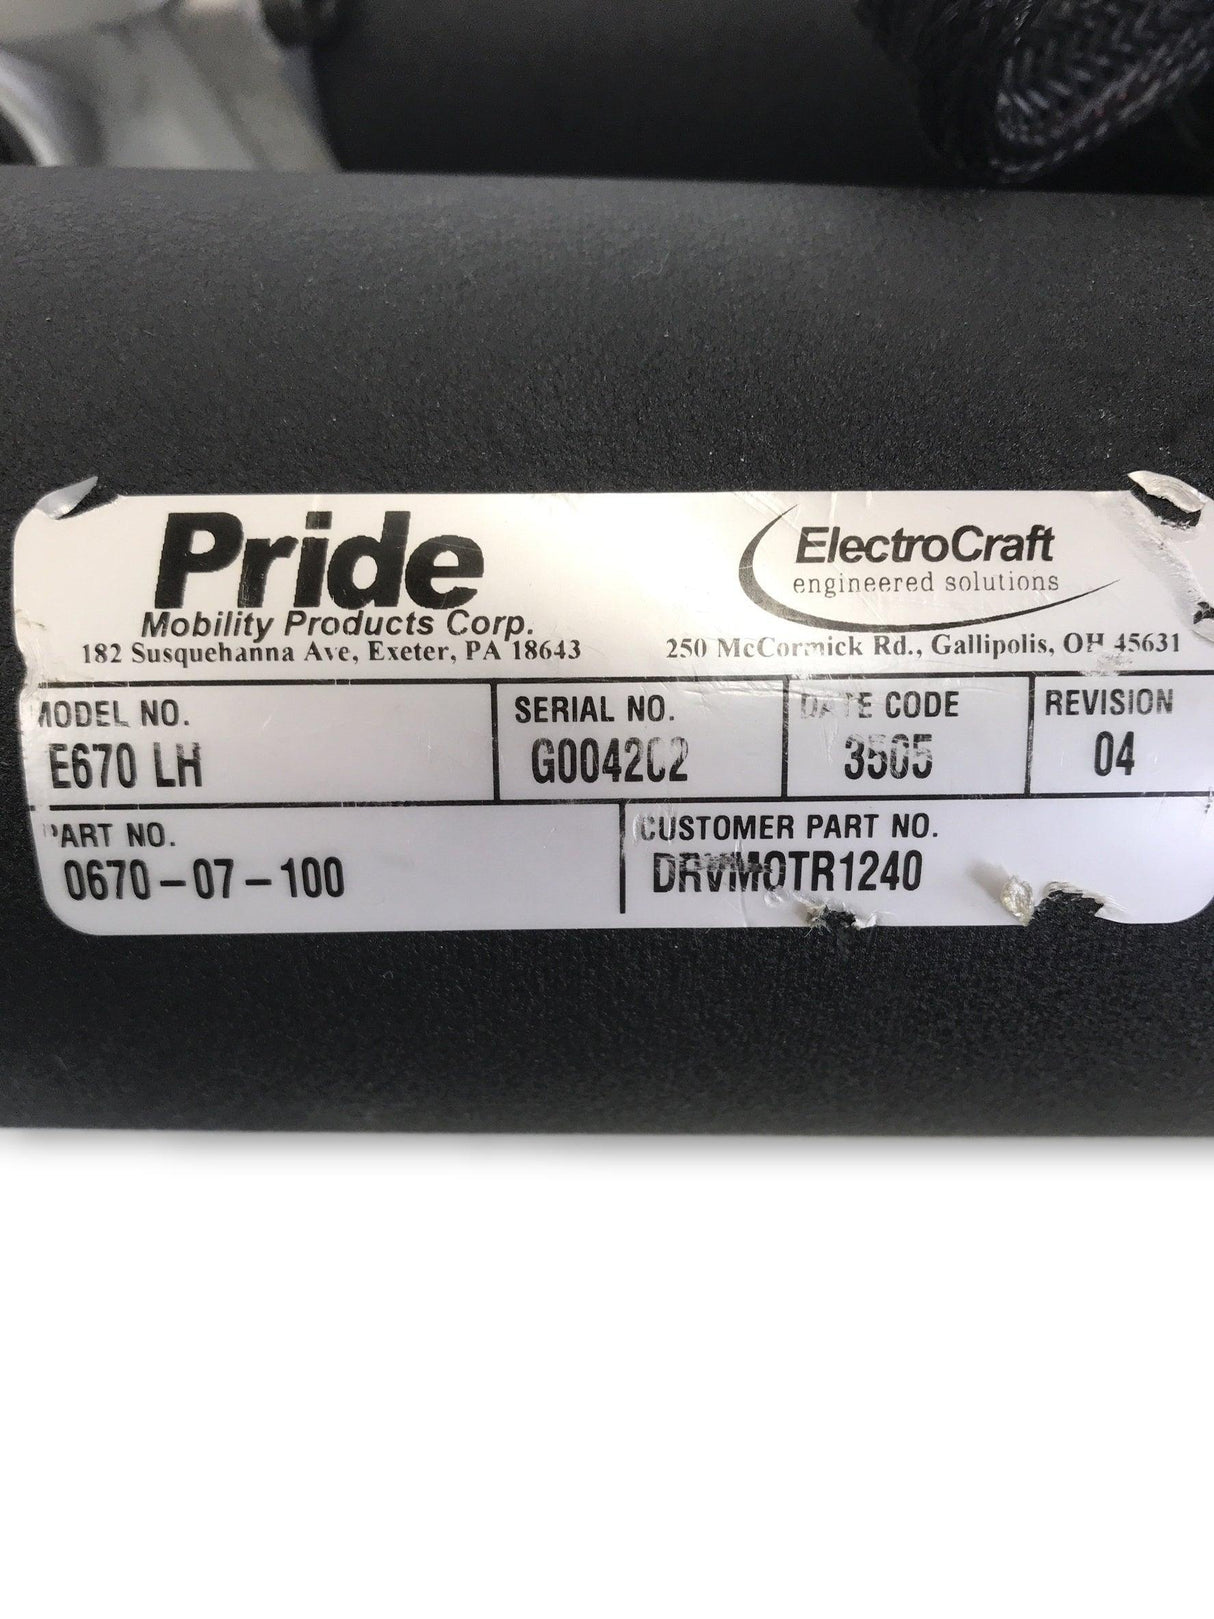 Pride
Mobility Products Corp.
182 Susquehanna Ave, Exeter, PA 18643
ElectroCraft
engineered solutions
250 McCormick Rd., Gallipolis, OH 45631
MODEL NO.
E670 LH
SERIAL NO.
G004202
DATE CODE
3505
REVISION
04
PART NO.
0670-07-100
CUSTOMER PART NO.
DRVMOTR1240